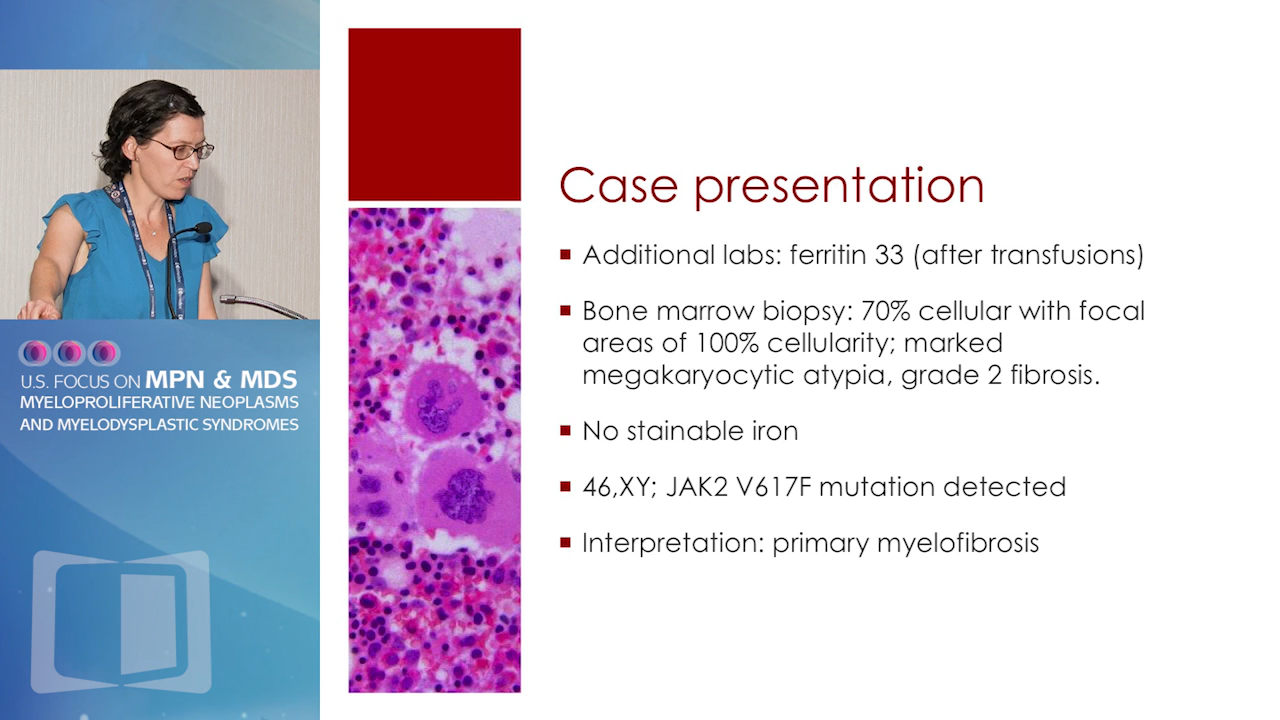 U.S. FOCUS ON MPN & MDS
MYELOPROLIFERATIVE NEOPLASMS
AND MYELODYSPLASTIC SYNDROMES
Case presentation
▪ Additional labs: ferritin 33 (after transfusions)
▪ Bone marrow biopsy: 70% cellular with focal
areas of 100% cellularity; marked
megakaryocytic atypia, grade 2 fibrosis.
▪ No stainable iron
▪ 46,XY; JAK2 V617F mutation detected
▪ Interpretation: primary myelofibrosis